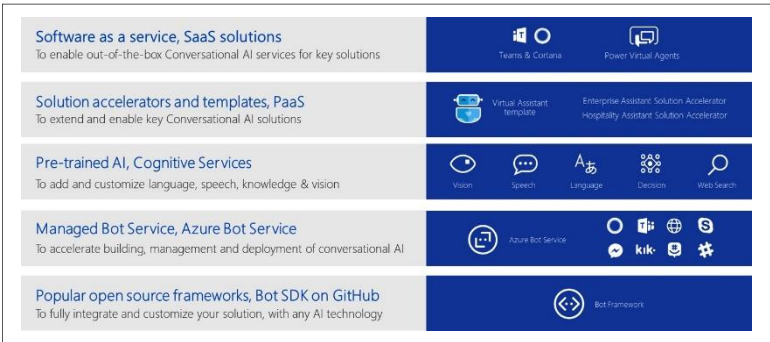 Software as a service, SaaS solutions
To enable out-of-the-box Conversational AI services for key solutions
Teams & Cortana
Power Virtual Agents
Solution accelerators and templates, PaaS
To extend and enable key Conversational AI solutions
Virtual Assistant
template
Enterprise Assistant Solution Accelerator
Hospitality Assistant Solution Accelerator
Pre-trained AI, Cognitive Services
To add and customize language, speech, knowledge & vision
Vision
Speech
Language
Decision
Web Search
Managed Bot Service, Azure Bot Service
To accelerate building, management and deployment of conversational AI
Azure Bot Service
kik·
Popular open source frameworks, Bot SDK on GitHub
To fully integrate and customize your solution, with any AI technology
Bot Framework